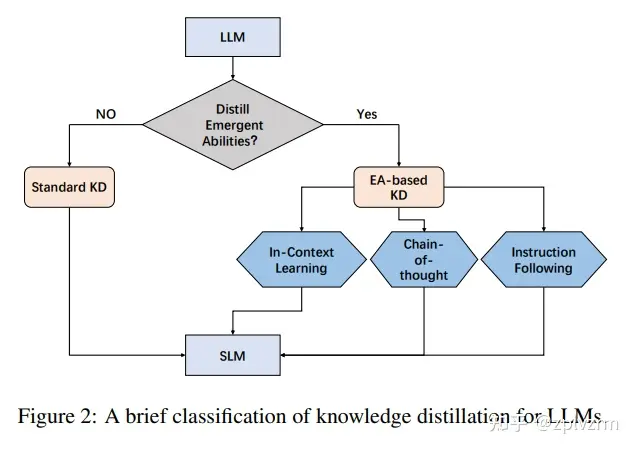 LLM
Distill
Emergent
Abilities?
NO
Yes
Standard KD
EA-based
KD
In-Context
Learning
Chain-
of-
thought
Instruction
Following
SLM
Figure 2: A brief classification of knowledge distillation for LLMs
知乎 @zptvzrm